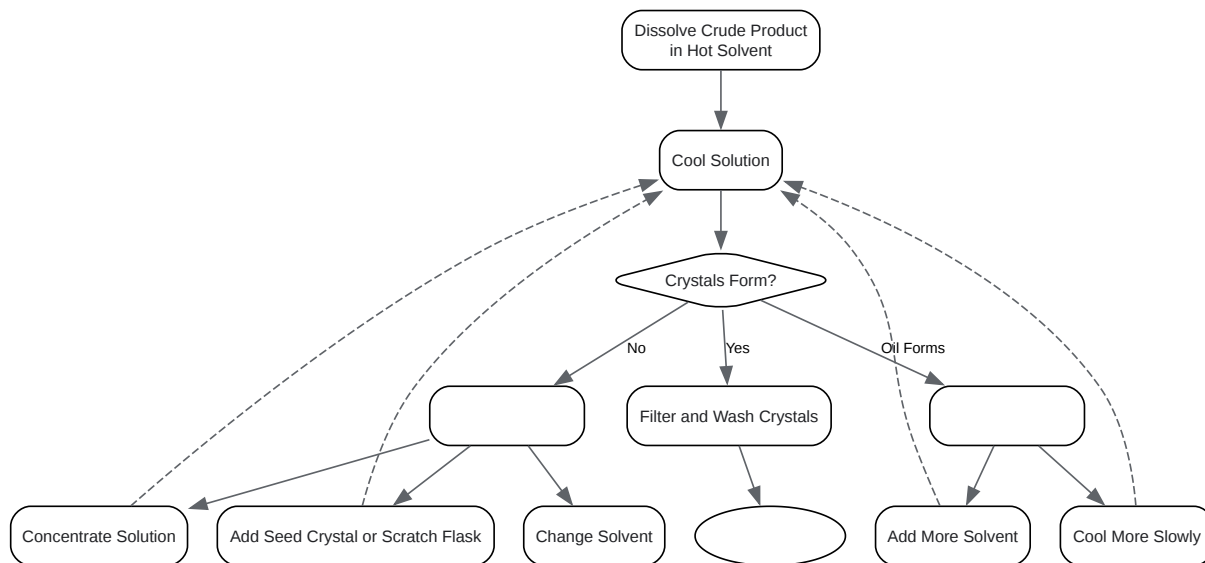 Dissolve Crude Product
in Hot Solvent
Cool Solution
Crystals Form?
No
Yes
Oil Forms
Filter and Wash Crystals
Concentrate Solution
Add Seed Crystal or Scratch Flask
Change Solvent
Add More Solvent
Cool More Slowly